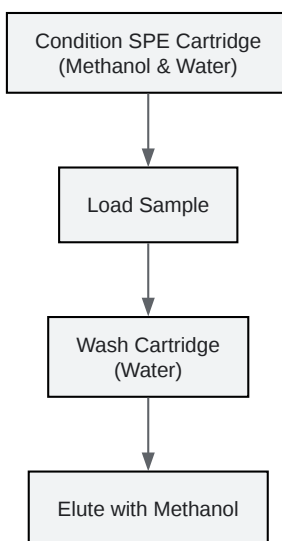 Condition SPE Cartridge
(Methanol & Water)
Load Sample
Wash Cartridge
(Water)
Elute with Methanol